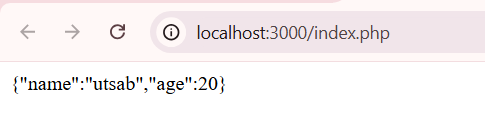 localhost:3000/index.php
{"name":"utsab","age":20}